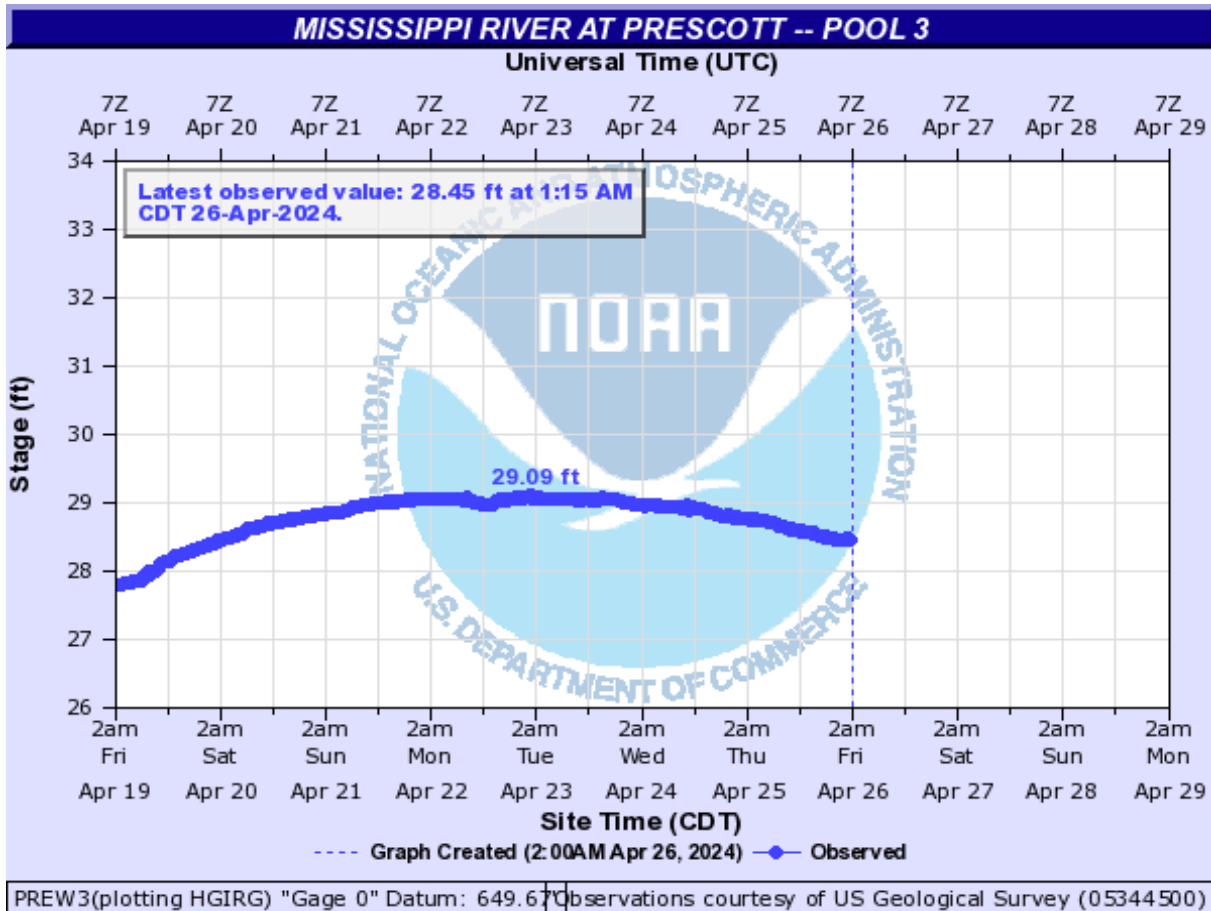 MISSISSIPPI RIVER AT PRESCOTT -- POOL 3
Universal Time (UTC)
7Z 7Z 7Z 7Z 7Z 7Z 7Z 7Z 7Z 7Z 7Z
Apr 19 Apr 20 Apr 21 Apr 22 Apr 23 Apr 24 Apr 25 Apr 26 Apr 27 Apr 28 Apr 29
Latest observed value: 28.45 ft at 1:15 AM
CDT 26-Apr-2024.
NATIONAL OCEANIC AND ATMOSPHERIC ADMINISTRATION
NOAA
U.S. DEPARTMENT OF COMMERCE
29.09 ft
Stage (ft)
34
33
32
31
30
29
28
27
26
2am 2am 2am 2am 2am 2am 2am 2am 2am 2am 2am
Fri Sat Sun Mon Tue Wed Thu Fri Sat Sun Mon
Apr 19 Apr 20 Apr 21 Apr 22 Apr 23 Apr 24 Apr 25 Apr 26 Apr 27 Apr 28 Apr 29
Site Time (CDT)
Graph Created (2:00AM Apr 26, 2024) Observed
PREW3(plotting HGIRG) "Gage 0" Datum: 649.67' Observations courtesy of US Geological Survey (05344500)